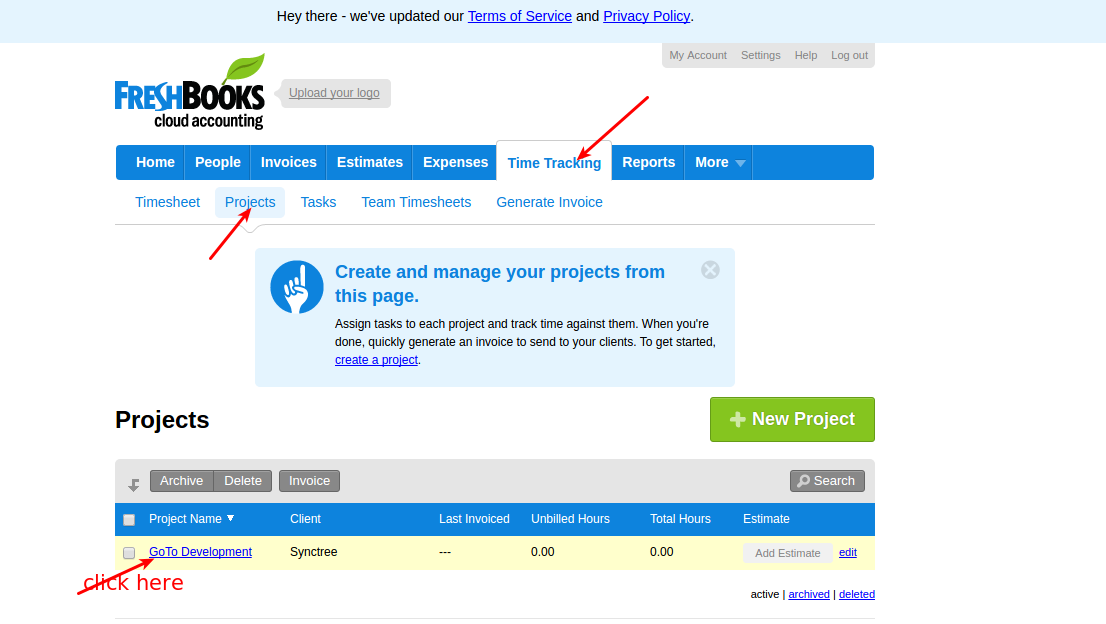 Hey there - we've updated our Terms of Service and Privacy Policy.
My Account Settings Help Log out
FRESHBOOKS
cloud accounting
Upload your logo
Home People Invoices Estimates Expenses Time Tracking Reports More
Timesheet Projects Tasks Team Timesheets Generate Invoice
Create and manage your projects from
this page.
Assign tasks to each project and track time against them. When you're
done, quickly generate an invoice to send to your clients. To get started,
create a project.
Projects
New Project
Archive Delete Invoice Search
Project Name Client Last Invoiced Unbilled Hours Total Hours Estimate
GoTo Development Synctree --- 0.00 0.00 Add Estimate edit
click here
active | archived | deleted